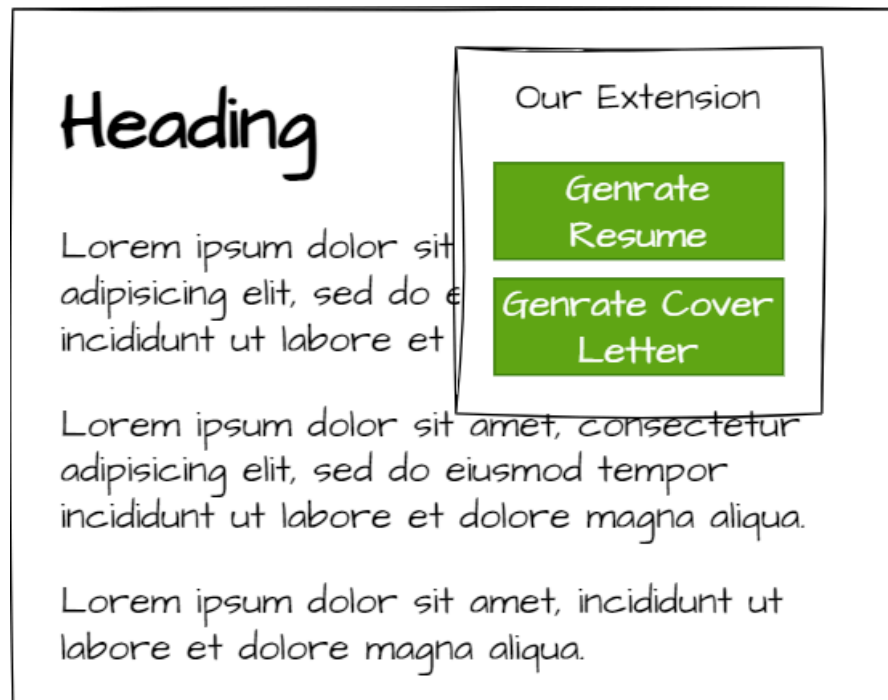 Heading
Our Extension
Genrate
Resume
Genrate Cover
Letter
Lorem ipsum dolor sit
adipisicing elit, sed do e
incididunt ut labore et
Lorem ipsum dolor sit amet, consectetur
adipisicing elit, sed do eiusmod tempor
incididunt ut labore et dolore magna aliqua.
Lorem ipsum dolor sit amet, incididunt ut
labore et dolore magna aliqua.